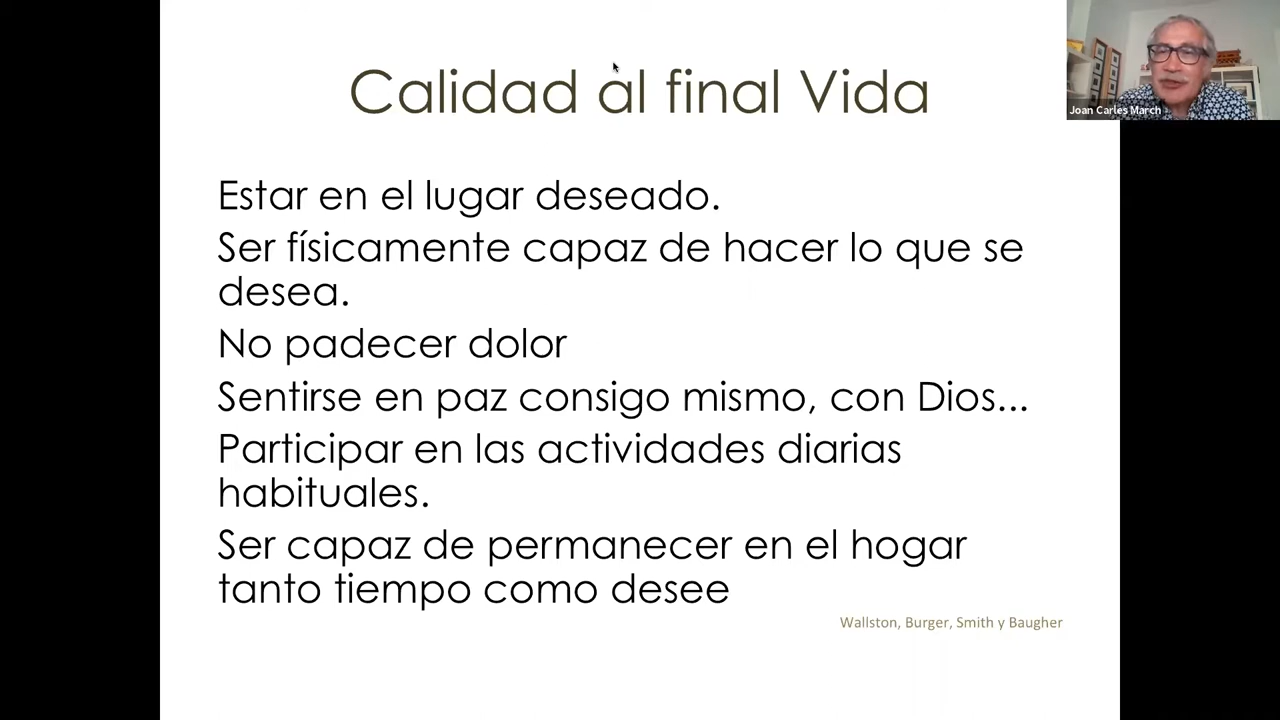 Calidad al final Vida
Joan Carles March
Estar en el lugar deseado.
Ser físicamente capaz de hacer lo que se
desea.
No padecer dolor
Sentirse en paz consigo mismo, con Dios...
Participar en las actividades diarias
habituales.
Ser capaz de permanecer en el hogar
tanto tiempo como desee
Wallston, Burger, Smith y Baugher